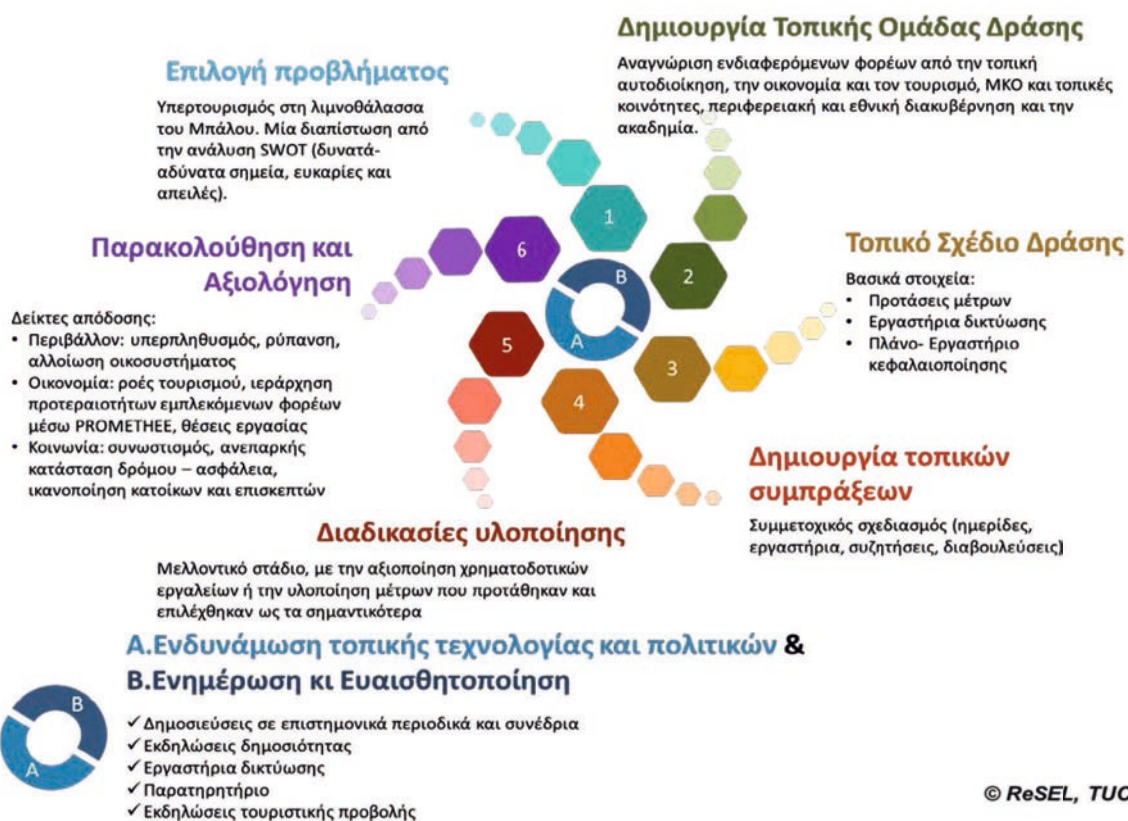 Επιλογή προβλήματος
Υπερτουρισμός στη λιμνοθάλασσα
του Μπάλου. Μία διαπίστωση από
την ανάλυση SWOT (δυνατά-
αδύνατα σημεία, ευκαρίες και
απειλές).
Δημιουργία Τοπικής Ομάδας Δράσης
Αναγνώριση ενδιαφερόμενων φορέων από την τοπική
αυτοδιοίκηση, την οικονομία και τον τουρισμό, ΜΚΟ και τοπικές
κοινότητες, περιφερειακή και εθνική διακυβέρνηση και την
ακαδημία.
1
2
3
4
5
6
B
A
Τοπικό Σχέδιο Δράσης
Βασικά στοιχεία:
• Προτάσεις μέτρων
• Εργαστήρια δικτύωσης
• Πλάνο- Εργαστήριο
κεφαλαιοποίησης
Δημιουργία τοπικών
συμπράξεων
Συμμετοχικός σχεδιασμός (ημερίδες,
εργαστήρια, συζητήσεις, διαβουλεύσεις)
Διαδικασίες υλοποίησης
Μελλοντικό στάδιο, με την αξιοποίηση χρηματοδοτικών
εργαλείων ή την υλοποίηση μέτρων που προτάθηκαν και
επιλέχθηκαν ως τα σημαντικότερα
Παρακολούθηση και
Αξιολόγηση
Δείκτες απόδοσης:
• Περιβάλλον: υπερπληθυσμός, ρύπανση,
αλλοίωση οικοσυστήματος
• Οικονομία: ροές τουρισμού, ιεράρχηση
προτεραιοτήτων εμπλεκόμενων φορέων
μέσω PROMETHEE, θέσεις εργασίας
• Κοινωνία: συνωστισμός, ανεπαρκής
κατάσταση δρόμου – ασφάλεια,
ικανοποίηση κατοίκων και επισκεπτών
Α.Ενδυνάμωση τοπικής τεχνολογίας και πολιτικών &
Β.Ενημέρωση κι Ευαισθητοποίηση
B
A
✓ Δημοσιεύσεις σε επιστημονικά περιοδικά και συνέδρια
✓ Εκδηλώσεις δημοσιότητας
✓ Εργαστήρια δικτύωσης
✓ Παρατηρητήριο
✓ Εκδηλώσεις τουριστικής προβολής
© ReSEL, TUC